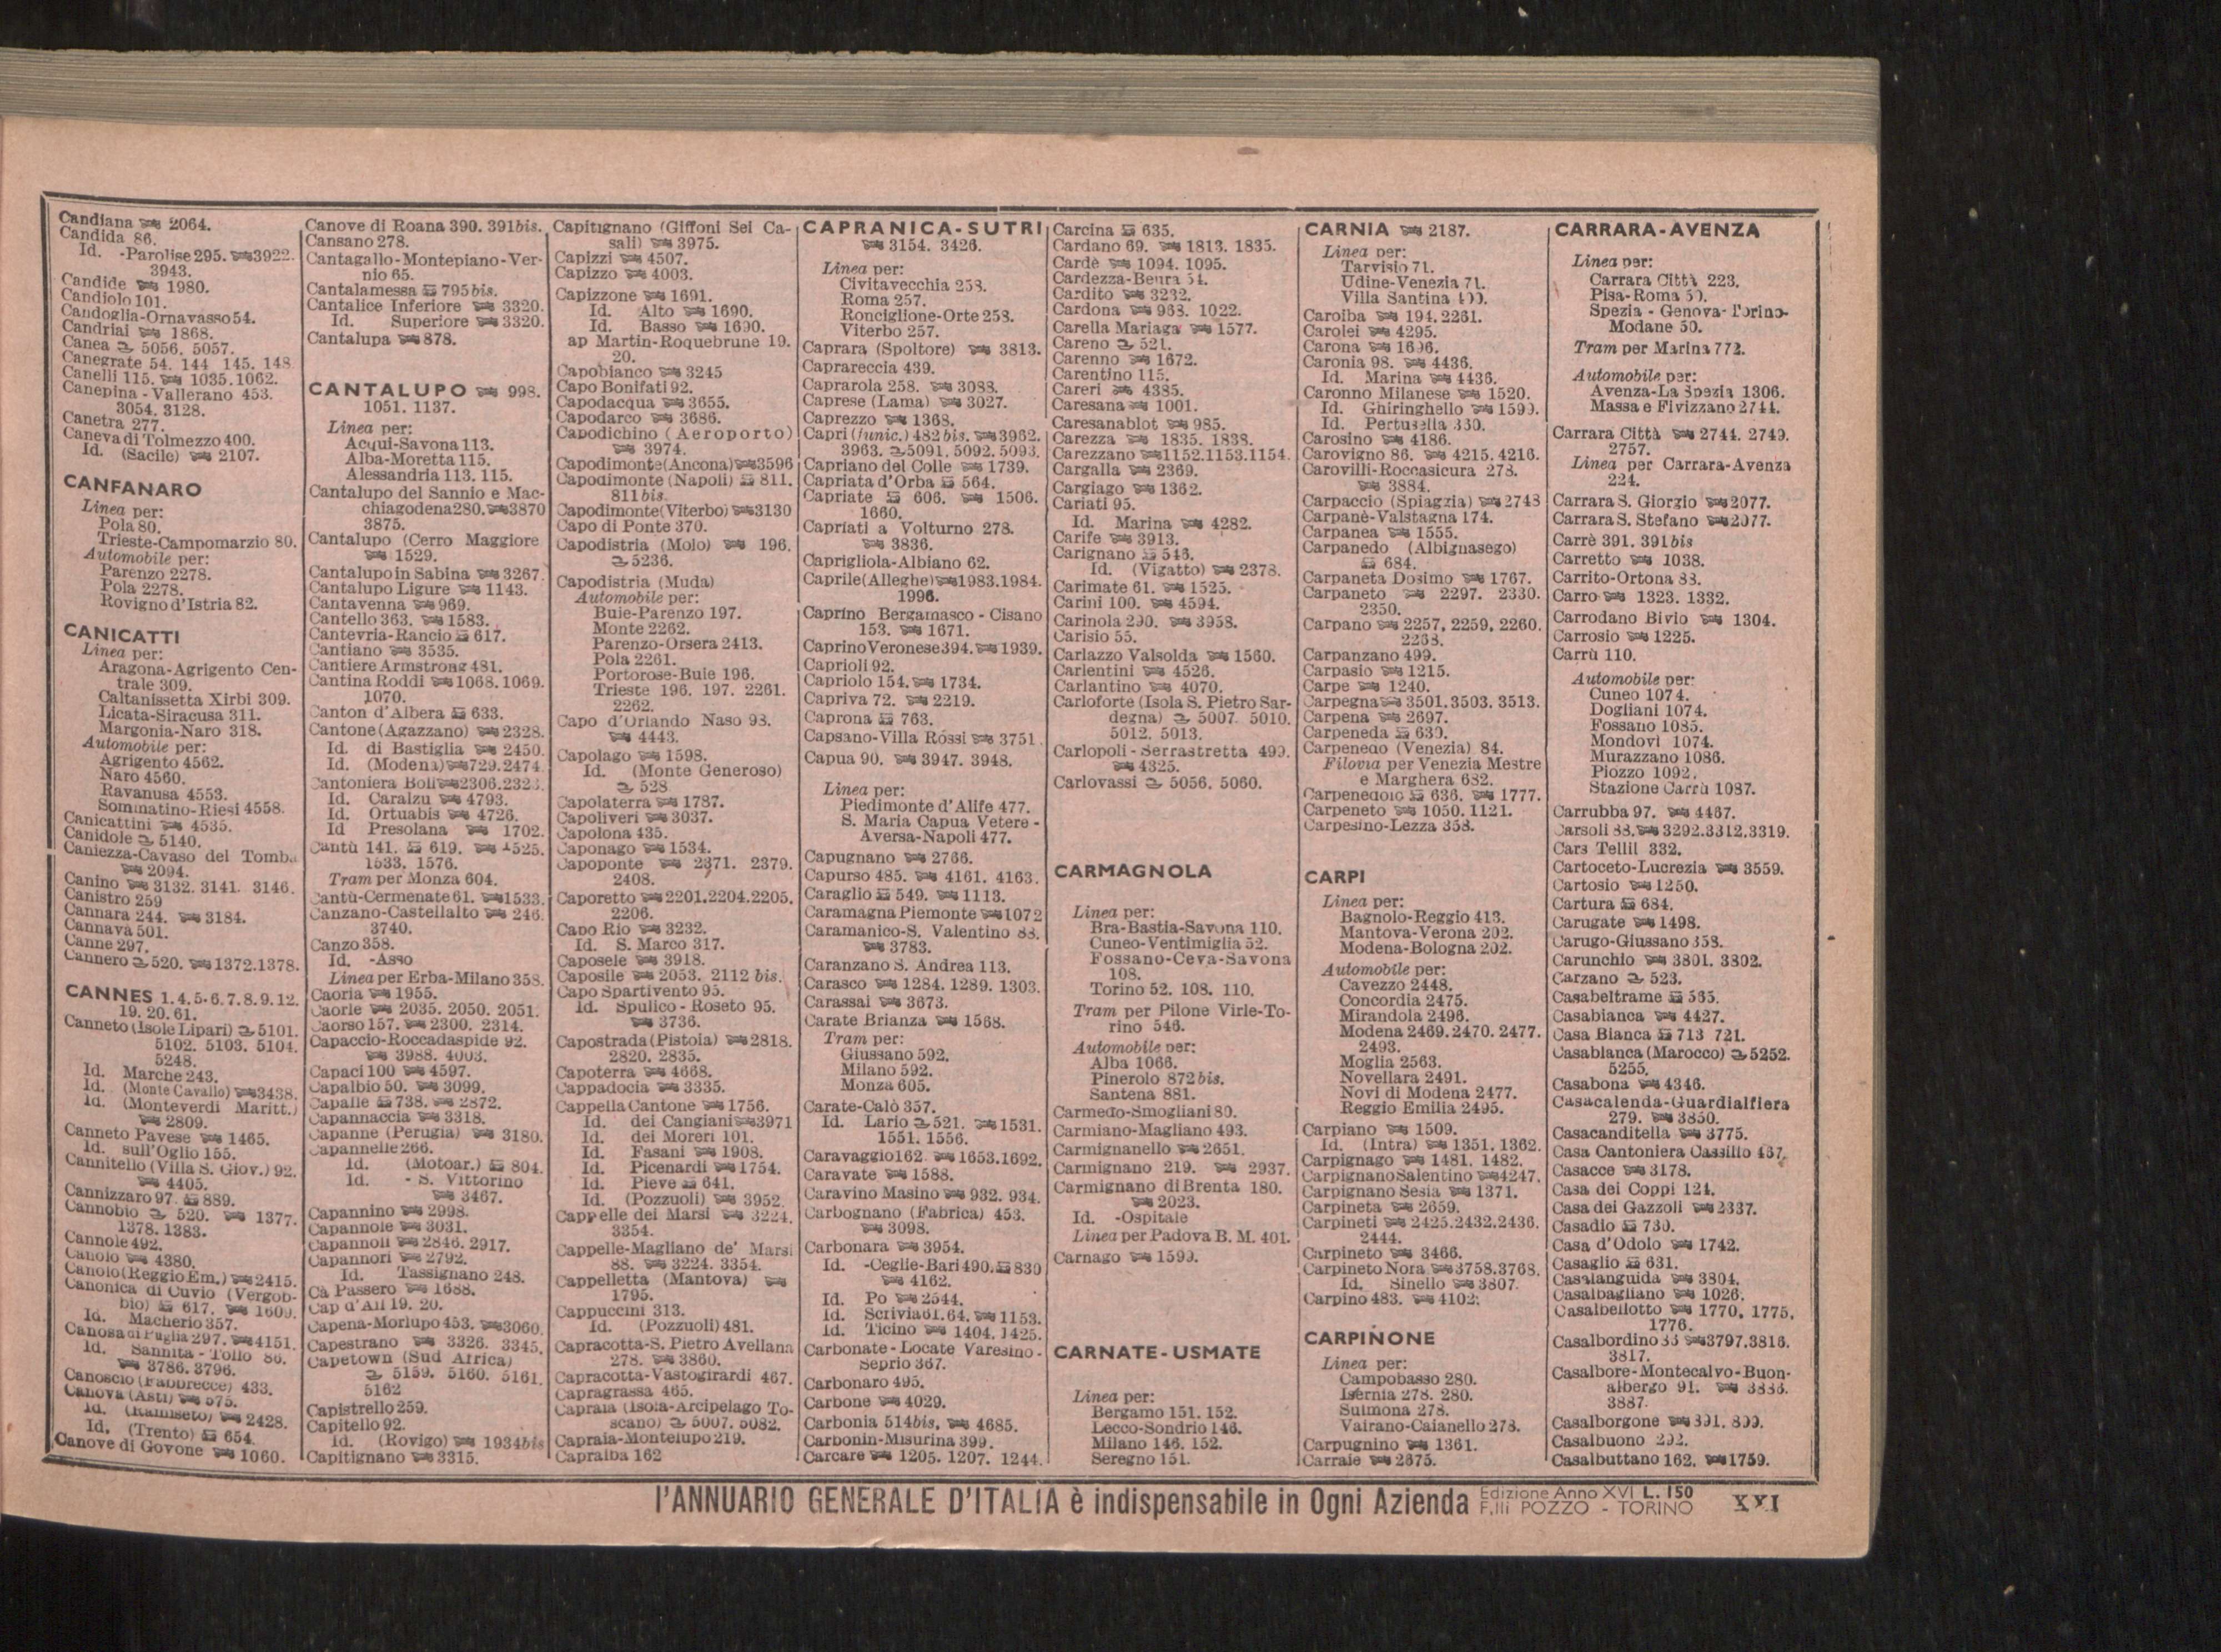 Candiana 2064.
Candida 86.
Id. -Parolise 295. 3922.
3943.
Candide 1980.
Candiolo 101.
Candoglia-Ornavasso 54.
Candriai 1868.
Canea 5056. 5057.
Canegrate 54. 144 145. 148
Canelli 115. 1035.1062.
Canepina - Vallerano 453.
3054. 3128.
Canetra 277.
Caneva di Tolmezzo 400.
Id. (Sacile) 2107.
CANFANARO
Linea per:
Pola 80.
Trieste-Campomarzio 80.
Automobile per:
Parenzo 2278.
Pola 2278.
Rovigno d'Istria 82.
CANICATTI
Linea per:
Aragona-Agrigento Cen-
trale 309.
Caltanissetta Xirbi 309.
Licata-Siracusa 311.
Margonia-Naro 318.
Automobile per:
Agrigento 4562.
Naro 4560.
Ravanusa 4553.
Sommatino-Riesi 4558.
Canicattini 4535.
Canidole 5140.
Caniezza-Cavaso del Tomba
2094.
Canino 3132. 3141. 3146.
Canistro 259
Cannara 244. 3184.
Cannavà 501.
Canne 297.
Cannero 520. 1372.1378.
CANNES 1.4.5.6.7.8.9.12.
19. 20. 61.
Canneto (Isole Lipari) 5101.
5102. 5103. 5104.
5248.
Id. Marche 243.
Id. (Monte Cavallo) 3438.
Id. (Monteverdi Maritt.)
2809.
Canneto Pavese 1465.
Id. sull'Oglio 155.
Cannitello (Villa S. Giov.) 92.
4405.
Cannizzaro 97. 889.
Cannobio 520. 1377.
1378. 1383.
Cannole 492.
Canolo 4380.
Canolo (Reggio Em.) 2415.
Canonica di Cuvio (Vergob-
bio) 617. 1609.
Id. Macherio 357.
Canosa di Puglia 297. 4151.
Id. Sannita - Tollo 86.
3786. 3796.
Canoscio (Fabbrecce) 433.
Canova (Asti) 575.
Id. (Ramiseto) 2428.
Id. (Trento) 654.
Canove di Govone 1060.
Canove di Roana 390. 391bis.
Cansano 278.
Cantagallo-Montepiano-Ver-
nio 65.
Cantalamessa 795bis.
Cantalice Inferiore 3320.
Id. Superiore 3320.
Cantalupa 878.
CANTALUPO 998.
1051. 1137.
Linea per:
Acqui-Savona 113.
Alba-Moretta 115.
Alessandria 113. 115.
Cantalupo del Sannio e Mac-
chiagodena 280. 3870
3875.
Cantalupo (Cerro Maggiore
1529.
Cantalupo in Sabina 3267.
Cantalupo Ligure 1143.
Cantavenna 969.
Cantello 363. 1583.
Cantevria-Rancio 617.
Cantiano 3535.
Cantiere Armstrong 481.
Cantina Roddi 1068. 1069.
1070.
Canton d'Albera 633.
Cantone (Agazzano) 2328.
Id. di Bastiglia 2450.
Id. (Modena) 729.2474
Cantoniera Boli 2306.2323.
Id. Caralzu 4793.
Id. Ortuabis 4726.
Id Presolana 1702.
Cantù 141. 619. 1525.
1533. 1576.
Tram per Monza 604.
Cantù-Cermenate 61. 1533.
Canzano-Castellalto 246.
3740.
Canzo 358.
Id. -Asso
Linea per Erba-Milano 358.
Caoria 1955.
Caorle 2035. 2050. 2051.
Caorso 157. 2300. 2314.
Capaccio-Roccadaspide 92.
3988. 4003.
Capaci 100 4597.
Capalbio 50. 3099.
Capalle 738. 2872.
Capannaccia 3318.
Capanne (Perugia) 3180.
Capannelle 266.
Id. (Motoar.) 804.
Id. - S. Vittorino
3467.
Capannino 2998.
Capannole 3031.
Capannoli 2846. 2917.
Capannori 2792.
Id. Tassignano 248.
Cà Passero 1688.
Cap d'Ail 19. 20.
Capena-Morlupo 453. 3060.
Capestrano 3326. 3345.
Capetown (Sud Africa)
5159. 5160. 5161.
5162
Capistrello 259.
Capitello 92.
Id. (Rovigo) 1934bis
Capitignano 3315.
Capitignano (Giffoni Sei Ca-
sali) 3975.
Capizzi 4507.
Capizzo 4003.
Capizzone 1691.
Id. Alto 1690.
Id. Basso 1690.
ap Martin-Roquebrune 19.
20.
Capobianco 3245
Capo Bonifati 92.
Capodacqua 3655.
Capodarco 3686.
Capodichino (Aeroporto)
3974.
Capodimonte (Ancona) 3596
Capodimonte (Napoli) 811.
811bis.
Capodimonte (Viterbo) 3130
Capo di Ponte 370.
Capodistria (Molo) 196.
5236.
Capodistria (Muda)
Automobile per:
Buie-Parenzo 197.
Monte 2262.
Parenzo-Orsera 2413.
Pola 2261.
Portorose-Buie 196.
Trieste 196. 197. 2261.
2262.
Capo d'Orlando Naso 98.
4443.
Capolago 1598.
Id. (Monte Generoso)
528
Capolaterra 1787.
Capoliveri 3037.
Capolona 435.
Caponago 1534.
Capoponte 2371. 2379.
2408.
Caporetto 2201.2204.2205.
2206.
Capo Rio 3232.
Id. S. Marco 317.
Caposele 3918.
Caposile 2053. 2112 bis.
Capo Spartivento 95.
Id. Spulico - Roseto 95.
3736.
Capostrada (Pistoia) 2818.
2820. 2835.
Capoterra 4668.
Cappadocia 3335.
Cappella Cantone 1756.
Id. dei Cangiani 3971
Id. dei Moreri 101.
Id. Fasani 1908.
Id. Picenardi 1754.
Id. Pieve 641.
Id. (Pozzuoli) 3952.
Cappelle dei Marsi 3224.
3354.
Cappelle-Magliano de' Marsi
88. 3224. 3354.
Cappelletta (Mantova)
1795.
Cappuccini 313.
Id. (Pozzuoli) 481.
Capracotta-S. Pietro Avellana
278. 3860.
Capracotta-Vastogirardi 467.
Capragrassa 465.
Capraia (Isola-Arcipelago To-
scano) 5007. 5082.
Capraia-Montelupo 219.
Capralba 162
CAPRANICA-SUTRI
3154. 3426.
Linea per:
Civitavecchia 258.
Roma 257.
Ronciglione-Orte 258.
Viterbo 257.
Caprara (Spoltore) 3813.
Caprareccia 439.
Caprarola 258. 3088.
Caprese (Lama) 3027.
Caprezzo 1368.
Capri (funic.) 482bis. 3962.
3963. 5091. 5092. 5093.
Capriano del Colle 1739.
Capriata d'Orba 564.
Capriate 606. 1506.
1660.
Capriati a Volturno 278.
3836.
Caprigliola-Albiano 62.
Caprile (Alleghe) 1983.1984.
1996.
Caprino Bergamasco - Cisano
153. 1671.
Caprino Veronese 394. 1939.
Caprioli 92.
Capriolo 154. 1734.
Capriva 72. 2219.
Caprona 763.
Capsano-Villa Rossi 3751.
Capua 90. 3947. 3948.
Linea per:
Piedimonte d'Alife 477.
S. Maria Capua Vetere -
Aversa-Napoli 477.
Capugnano 2766.
Capurso 485. 4161. 4163.
Caraglio 549. 1113.
Caramagna Piemonte 1072
Caramanico-S. Valentino 88.
3783.
Caranzano S. Andrea 113.
Carasco 1284. 1289. 1303.
Carassai 3673.
Carate Brianza 1568.
Tram per:
Giussano 592.
Milano 592.
Monza 605.
Carate-Calò 357.
Id. Lario 521. 1531.
1551. 1556.
Caravaggio 162. 1653.1692.
Caravate 1588.
Caravino Masino 932. 934.
Carbognano (Fabrica) 453.
3098.
Carbonara 3954.
Id. -Ceglie-Bari 490. 830
4162.
Id. Po 2544.
Id. Scrivia 61.64. 1153.
Id. Ticino 1404. 1425.
Carbonate - Locate Varesino -
Seprio 367.
Carbonaro 495.
Carbone 4029.
Carbonia 514bis. 4685.
Carbonin-Misurina 399.
Carcare 1205. 1207. 1244.
Carcina 635.
Cardano 69. 1813. 1835.
Cardè 1094. 1095.
Cardezza-Beura 54.
Cardito 3232.
Cardona 968. 1022.
Carella Mariaga 1577.
Careno 521.
Carenno 1672.
Carentino 115.
Careri 4385.
Caresana 1001.
Caresanablot 985.
Carezza 1835. 1838.
Carezzano 1152.1153.1154.
Cargalla 2369.
Cargiago 1362.
Cariati 95.
Id. Marina 4282.
Carife 3913.
Carignano 546.
Id. (Vigatto) 2378.
Carimate 61. 1525.
Carini 100. 4594.
Carinola 290. 3958.
Carisio 55.
Carlazzo Valsolda 1560.
Carlentini 4526.
Carlantino 4070.
Carloforte (Isola S. Pietro Sar-
degna) 5007. 5010.
5012. 5013.
Carlopoli - Serrastretta 499.
4325.
Carlovassi 5056. 5060.
CARMAGNOLA
Linea per:
Bra-Bastia-Savona 110.
Cuneo-Ventimiglia 52.
Fossano-Ceva-Savona
108.
Torino 52. 108. 110.
Tram per Pilone Virle-To-
rino 546.
Automobile per:
Alba 1066.
Pinerolo 872bis.
Santena 881.
Carmedo-Smogliani 80.
Carmiano-Magliano 493.
Carmignanello 2651.
Carmignano 219. 2937.
Carmignano di Brenta 180.
2023.
Id. -Ospitale
Linea per Padova B. M. 401.
Carnago 1599.
CARNATE-USMATE
Linea per:
Bergamo 151. 152.
Lecco-Sondrio 146.
Milano 146. 152.
Seregno 151.
CARNIA 2187.
Linea per:
Tarvisio 71.
Udine-Venezia 71.
Villa Santina 400.
Caroiba 194. 2261.
Carolei 4295.
Carona 1696.
Caronia 98. 4436.
Id. Marina 4436.
Caronno Milanese 1520.
Id. Ghiringhello 1599.
Id. Pertusella 330.
Carosino 4186.
Carovigno 86. 4215. 4216.
Carovilli-Roccasicura 278.
3884.
Carpaccio (Spiagzia) 2743
Carpanè-Valstagna 174.
Carpanea 1555.
Carpanedo (Albignasego)
684.
Carpaneta Dosimo 1767.
Carpaneto 2297. 2330.
2350.
Carpano 2257, 2259, 2260.
2268.
Carpanzano 499.
Carpasio 1215.
Carpe 1240.
Carpegna 3501.3503. 3513.
Carpena 2697.
Carpeneda 639.
Carpenedo (Venezia) 84.
Filovia per Venezia Mestre
e Marghera 682.
Carpenedolo 636. 1777.
Carpeneto 1050. 1121.
Carpesino-Lezza 358.
CARPI
Linea per:
Bagnolo-Reggio 413.
Mantova-Verona 202.
Modena-Bologna 202.
Automobile per:
Cavezzo 2448.
Concordia 2475.
Mirandola 2496.
Modena 2469.2470. 2477.
2493.
Moglia 2563.
Novellara 2491.
Novi di Modena 2477.
Reggio Emilia 2495.
Carpiano 1509.
Id. (Intra) 1351. 1362.
Carpignago 1481. 1482.
Carpignano Salentino 4247.
Carpignano Sesia 1371.
Carpineta 2659.
Carpineti 2425.2432.2436.
2444.
Carpineto 3466.
Carpineto Nora 3758.3768.
Id. Sinello 3807.
Carpino 483. 4102.
CARPINONE
Linea per:
Campobasso 280.
Isernia 278. 280.
Sulmona 278.
Vairano-Caianello 278.
Carpugnino 1361.
Carraie 2675.
CARRARA-AVENZA
Linea per:
Carrara Città 223.
Pisa-Roma 50.
Spezia - Genova-Torino-
Modane 50.
Tram per Marina 772.
Automobile per:
Avenza-La Spezia 1306.
Massa e Fivizzano 2744.
Carrara Città 2744. 2749.
2757.
Linea per Carrara-Avenza
224.
Carrara S. Giorgio 2077.
Carrara S. Stefano 2077.
Carrè 391. 391bis
Carretto 1038.
Carrito-Ortona 88.
Carro 1323. 1332.
Carrodano Bivio 1304.
Carrosio 1225.
Carrù 110.
Automobile per:
Cuneo 1074.
Dogliani 1074.
Fossano 1085.
Mondovì 1074.
Murazzano 1086.
Piozzo 1092.
Stazione Carrù 1087.
Carrubba 97. 4467.
Carsoli 88. 3292.3312.3319.
Cars Tellil 332.
Cartoceto-Lucrezia 3559.
Cartosio 1250.
Cartura 684.
Carugate 1498.
Carugo-Giussano 358.
Carunchio 3801. 3802.
Carzano 523.
Casabeltrame 565.
Casabianca 4427.
Casa Bianca 713 721.
Casablanca (Marocco) 5252.
5255.
Casabona 4346.
Casacalenda-Guardialfiera
279. 3850.
Casacanditella 3775.
Casa Cantoniera Cassillo 467.
Casacce 3178.
Casa dei Coppi 124.
Casa dei Gazzoli 2337.
Casadio 730.
Casa d'Odolo 1742.
Casaglio 631.
Casalanguida 3804.
Casalbagliano 1026.
Casalbellotto 1770, 1775,
1776.
Casalbordino 86 3797.3816.
3817.
Casalbore-Montecalvo-Buon-
albergo 91. 3886.
3887.
Casalborgone 891. 899.
Casalbuono 292.
Casalbuttano 162. 1759.
l'ANNUARIO GENERALE D'ITALIA è indispensabile in Ogni Azienda
Edizione Anno XVI L. 150
F.lli POZZO - TORINO
XXI